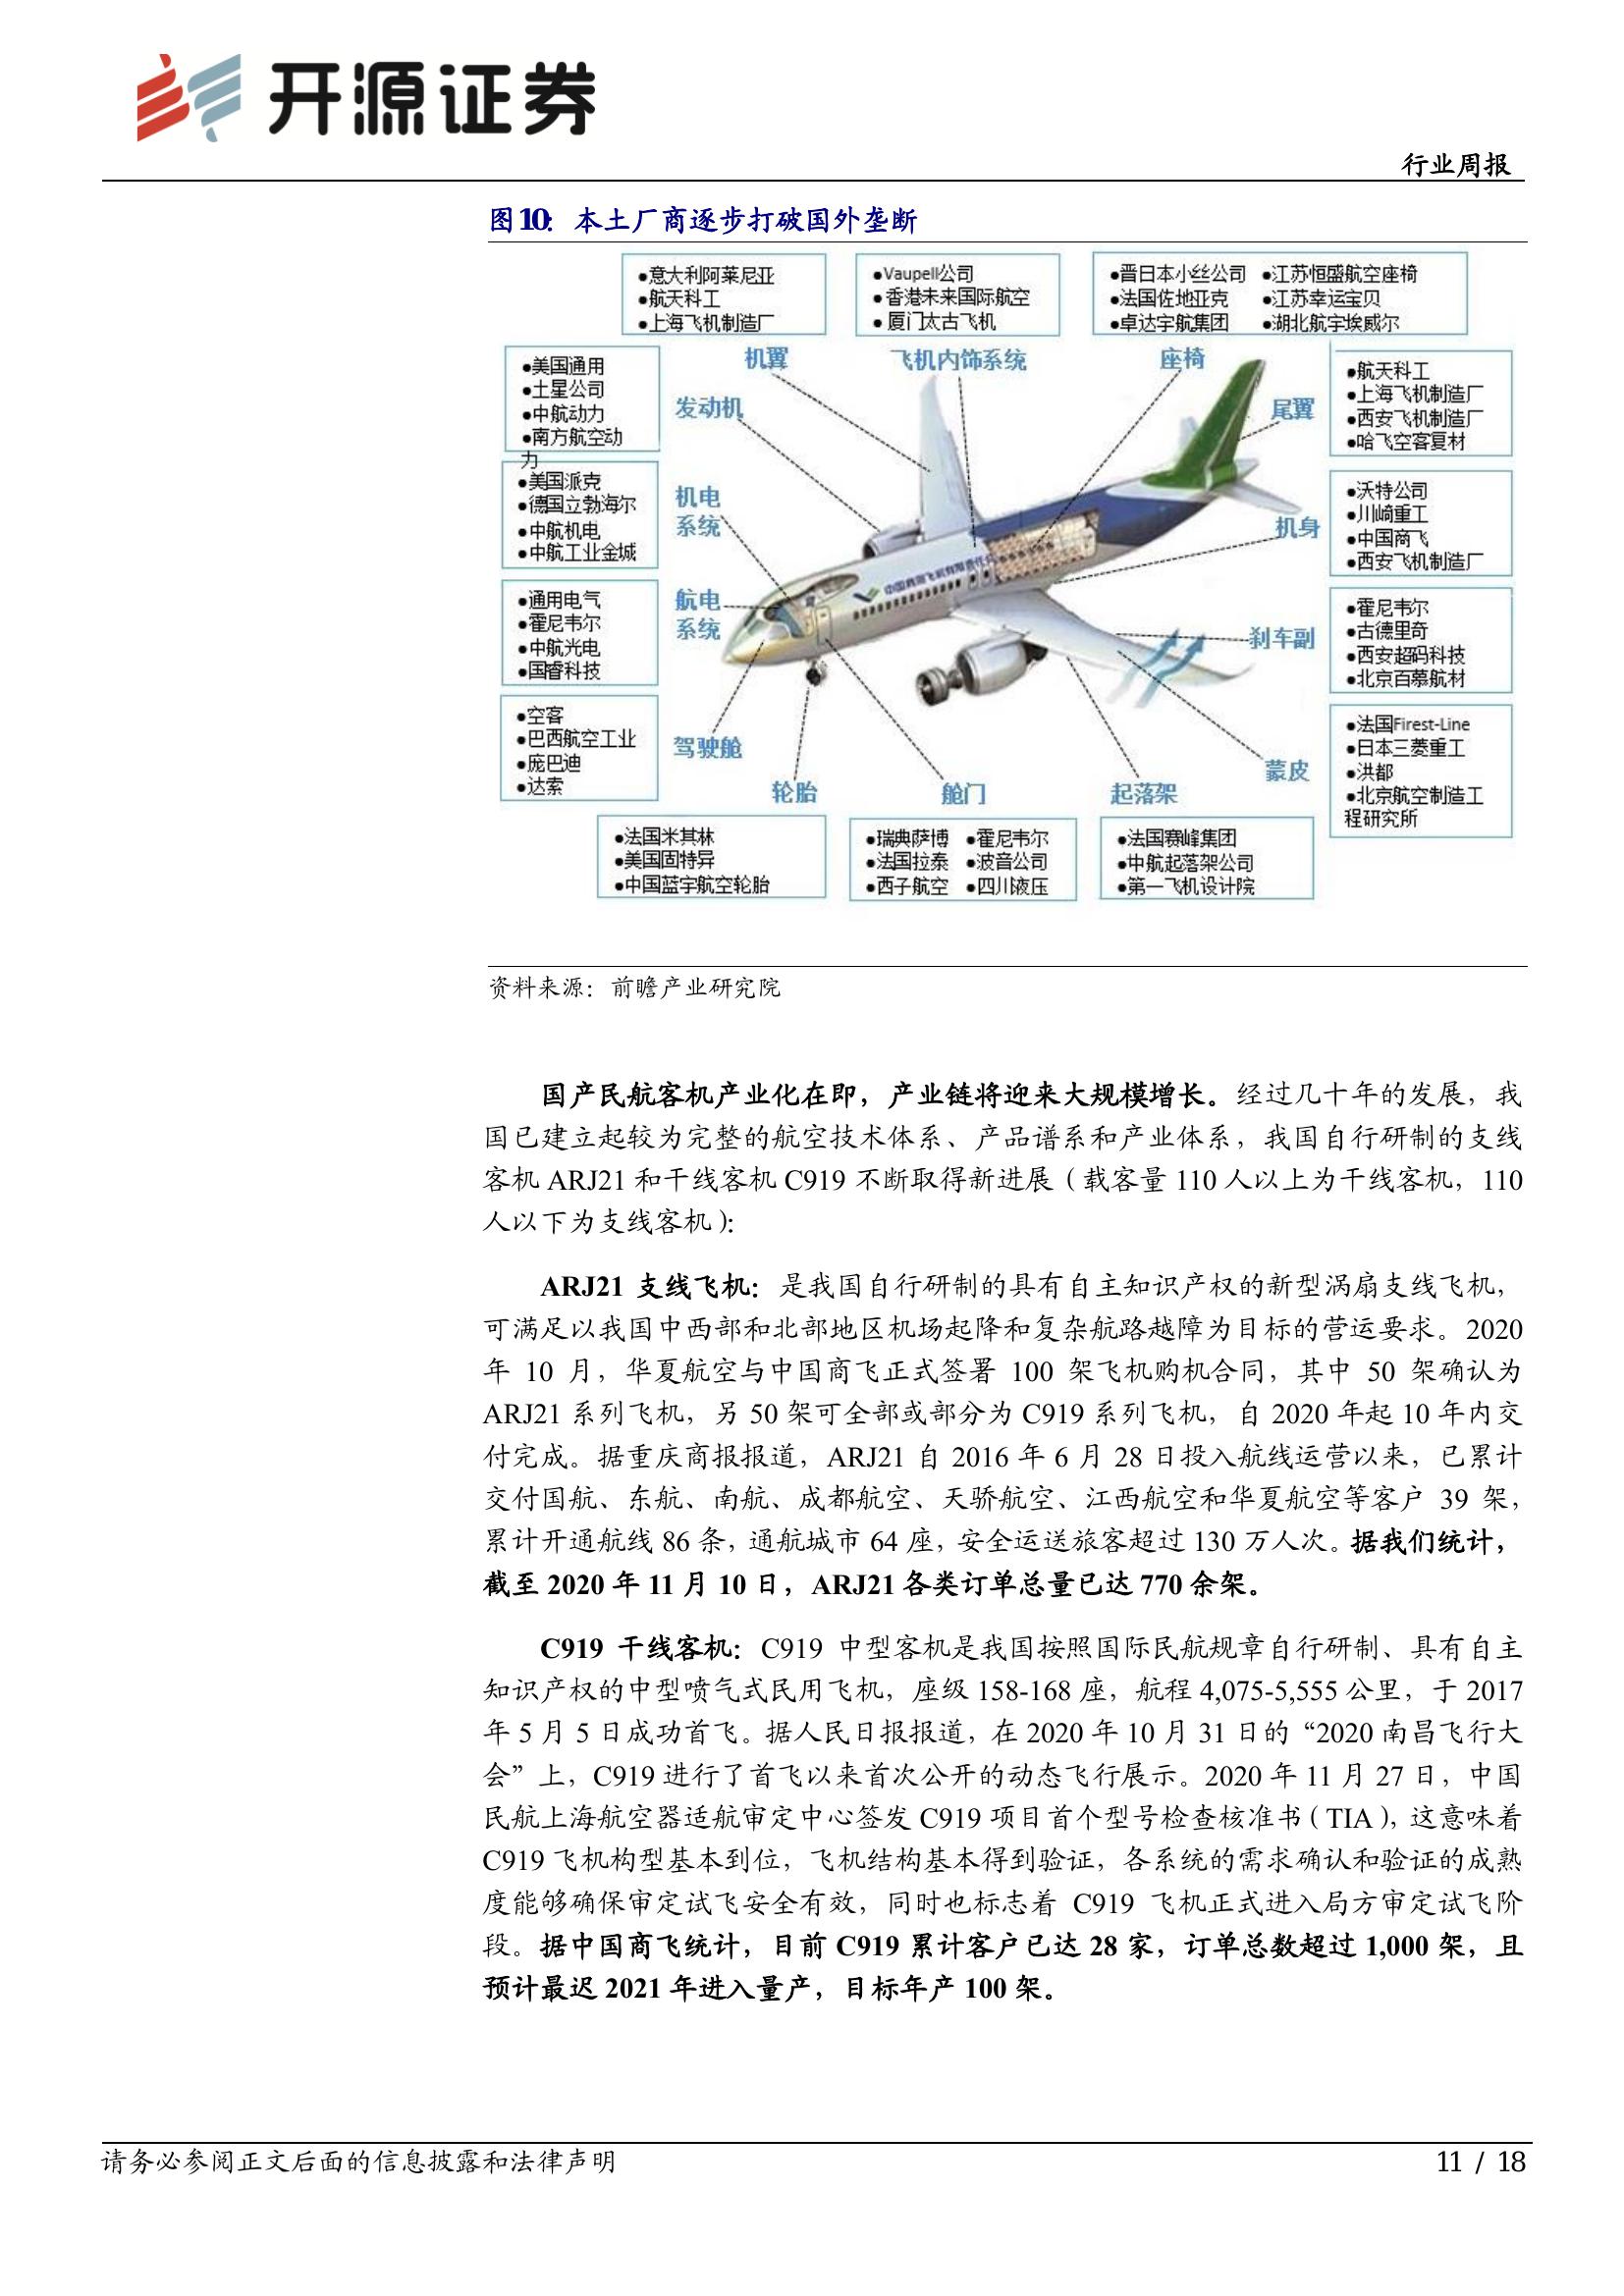 开源证券
行业周报
图10: 本土厂商逐步打破国外垄断
●意大利阿莱尼亚
●航天科工
●上海飞机制造厂
●Vaupell公司
●香港未来国际航空
●厦门太古飞机
●晋日本小丝公司 ●江苏恒盛航空座椅
●法国佐地亚克 ●江苏幸运宝贝
●卓达宇航集团 ●湖北航宇埃威尔
机翼
飞机内饰系统
座椅
●美国通用
●土星公司
●中航动力
●南方航空动
力
发动机
尾翼
●航天科工
●上海飞机制造厂
●西安飞机制造厂
●哈飞空客复材
●美国派克
●德国立勃海尔
●中航机电
●中航工业金城
机电
系统
机身
●沃特公司
●川崎重工
●中国商飞
●西安飞机制造厂
●通用电气
●霍尼韦尔
●中航光电
●国睿科技
航电
系统
刹车副
●霍尼韦尔
●古德里奇
●西安超码科技
●北京百慕航材
●空客
●巴西航空工业
●庞巴迪
●达索
驾驶舱
轮胎
舱门
起落架
蒙皮
●法国Firest-Line
●日本三菱重工
●洪都
●北京航空制造工
程研究所
●法国米其林
●美国固特异
●中国蓝宇航空轮胎
●瑞典萨博 ●霍尼韦尔
●法国拉泰 ●波音公司
●西子航空 ●四川液压
●法国赛峰集团
●中航起落架公司
●第一飞机设计院
资料来源：前瞻产业研究院
国产民航客机产业化在即，产业链将迎来大规模增长。经过几十年的发展，我
国已建立起较为完整的航空技术体系、产品谱系和产业体系，我国自行研制的支线
客机 ARJ21 和干线客机 C919 不断取得新进展（载客量 110 人以上为干线客机，110
人以下为支线客机）：
ARJ21 支线飞机：是我国自行研制的具有自主知识产权的新型涡扇支线飞机，
可满足以我国中西部和北部地区机场起降和复杂航路越障为目标的营运要求。2020
年 10 月，华夏航空与中国商飞正式签署 100 架飞机购机合同，其中 50 架确认为
ARJ21 系列飞机，另 50 架可全部或部分为 C919 系列飞机，自 2020 年起 10 年内交
付完成。据重庆商报报道，ARJ21 自 2016 年 6 月 28 日投入航线运营以来，已累计
交付国航、东航、南航、成都航空、天骄航空、江西航空和华夏航空等客户 39 架，
累计开通航线 86 条，通航城市 64 座，安全运送旅客超过 130 万人次。据我们统计，
截至 2020 年 11 月 10 日，ARJ21 各类订单总量已达 770 余架。
C919 干线客机：C919 中型客机是我国按照国际民航规章自行研制、具有自主
知识产权的中型喷气式民用飞机，座级 158-168 座，航程 4,075-5,555 公里，于 2017
年 5 月 5 日成功首飞。据人民日报报道，在 2020 年 10 月 31 日的“2020 南昌飞行大
会”上，C919 进行了首飞以来首次公开的动态飞行展示。2020 年 11 月 27 日，中国
民航上海航空器适航审定中心签发 C919 项目首个型号检查核准书（TIA），这意味着
C919 飞机构型基本到位，飞机结构基本得到验证，各系统的需求确认和验证的成熟
度能够确保审定试飞安全有效，同时也标志着 C919 飞机正式进入局方审定试飞阶
段。据中国商飞统计，目前 C919 累计客户已达 28 家，订单总数超过 1,000 架，且
预计最迟 2021 年进入量产，目标年产 100 架。
请务必参阅正文后面的信息披露和法律声明
11 / 18